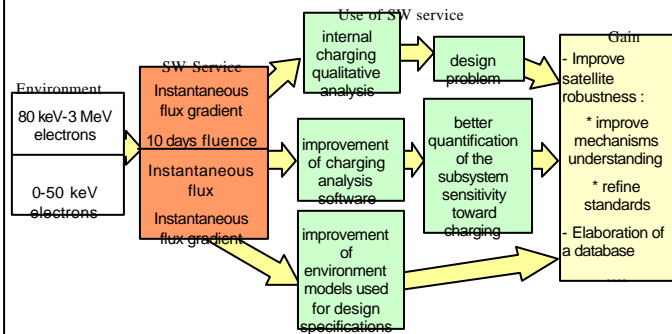 Use of SW service
Environment
80 keV-3 MeV
electrons
0-50 keV
electrons
SW Service
Instantaneous
flux gradient
10 days fluence
Instantaneous
flux
Instantaneous
flux gradient
internal
charging
qualitative
analysis
design
problem
improvement
of charging
analysis
software
better
quantification
of the
subsystem
sensitivity
toward
charging
improvement
of
environment
models used
for design
specifications
Gain
- Improve
satellite
robustness :
* improve
mechanisms
understanding
* refine
standards
- Elaboration of
a database
....